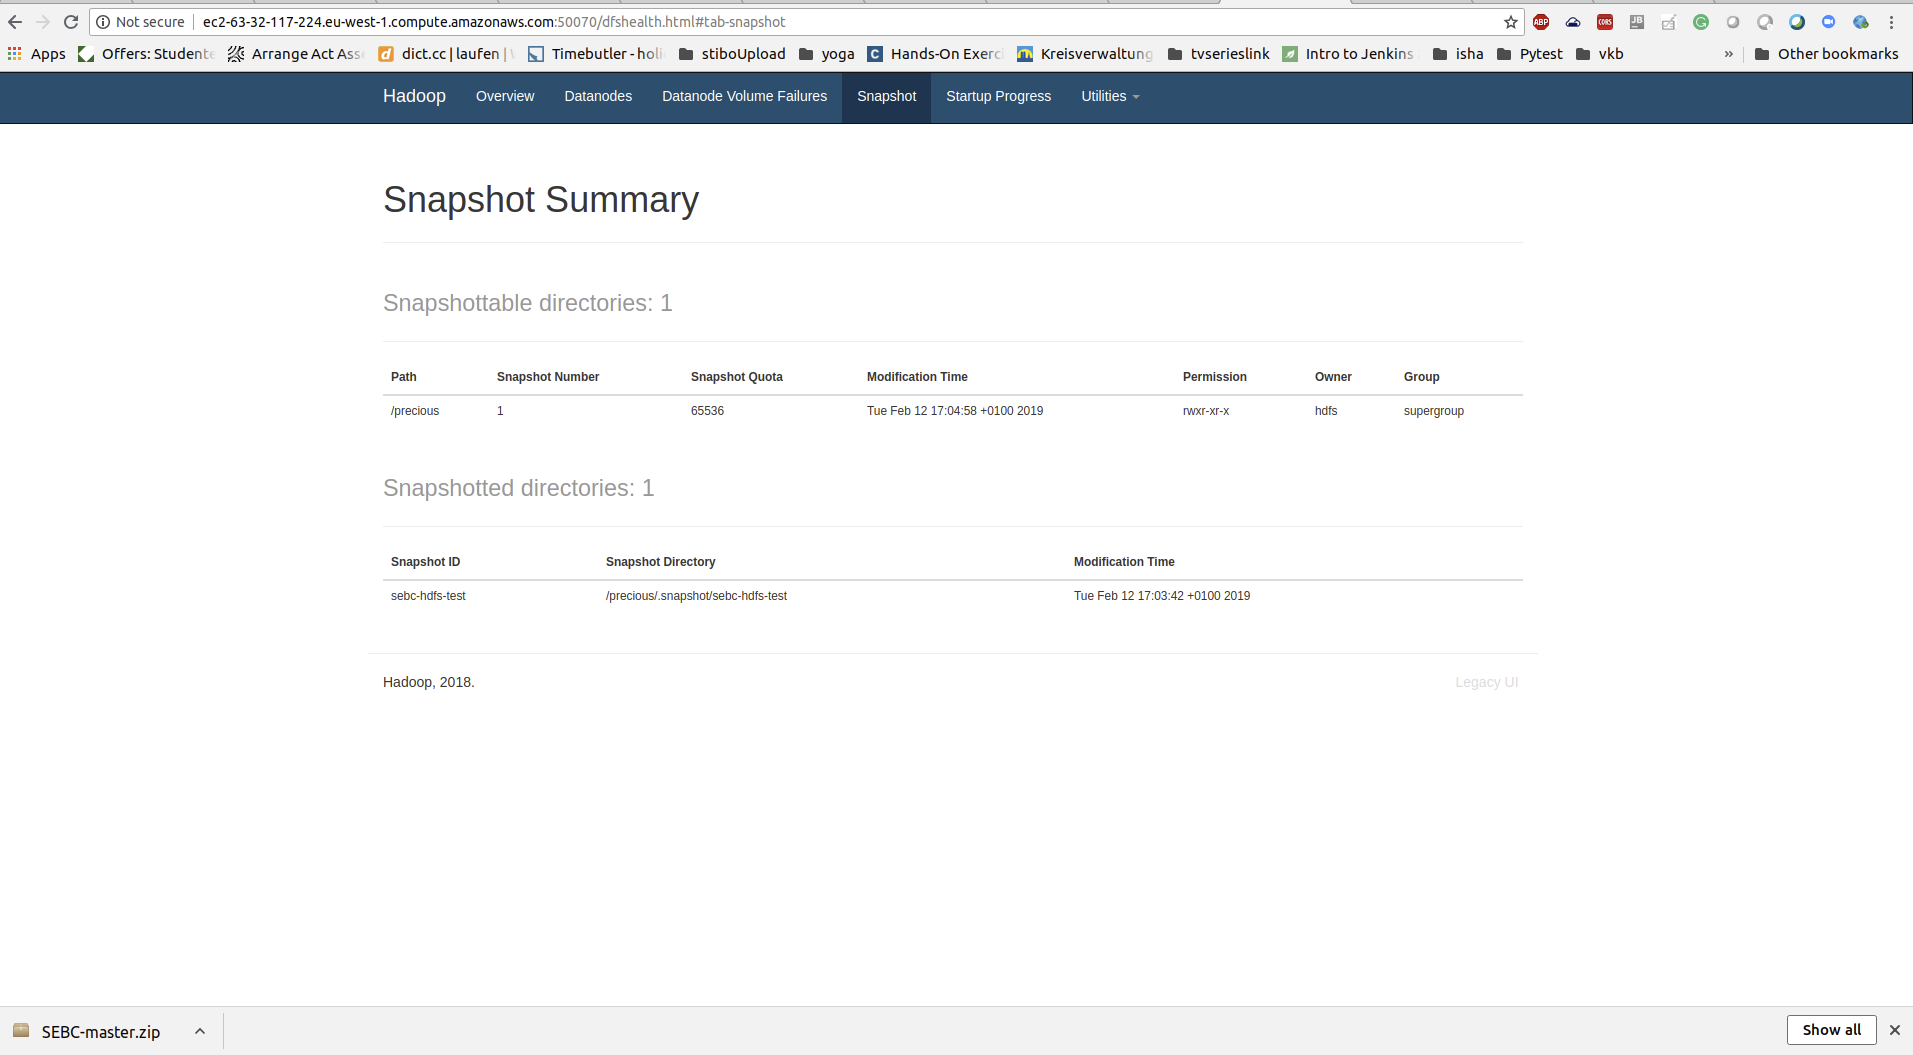 Not secure ec2-63-32-117-224.eu-west-1.compute.amazonaws.com:50070/dfshealth.html#tab-snapshot ABP CORS JB
Apps Offers: Studente Arrange Act Asse d dict.cc | laufen | Timebutler - holi stiboUpload yoga C Hands-On Exerci Kreisverwaltung tvserieslink Intro to Jenkins isha Pytest vkb » Other bookmarks
Hadoop Overview Datanodes Datanode Volume Failures Snapshot Startup Progress Utilities
Snapshot Summary
Snapshottable directories: 1
Path Snapshot Number Snapshot Quota Modification Time Permission Owner Group
/precious 1 65536 Tue Feb 12 17:04:58 +0100 2019 rwxr-xr-x hdfs supergroup
Snapshotted directories: 1
Snapshot ID Snapshot Directory Modification Time
sebc-hdfs-test /precious/.snapshot/sebc-hdfs-test Tue Feb 12 17:03:42 +0100 2019
Hadoop, 2018. Legacy UI
SEBC-master.zip Show all